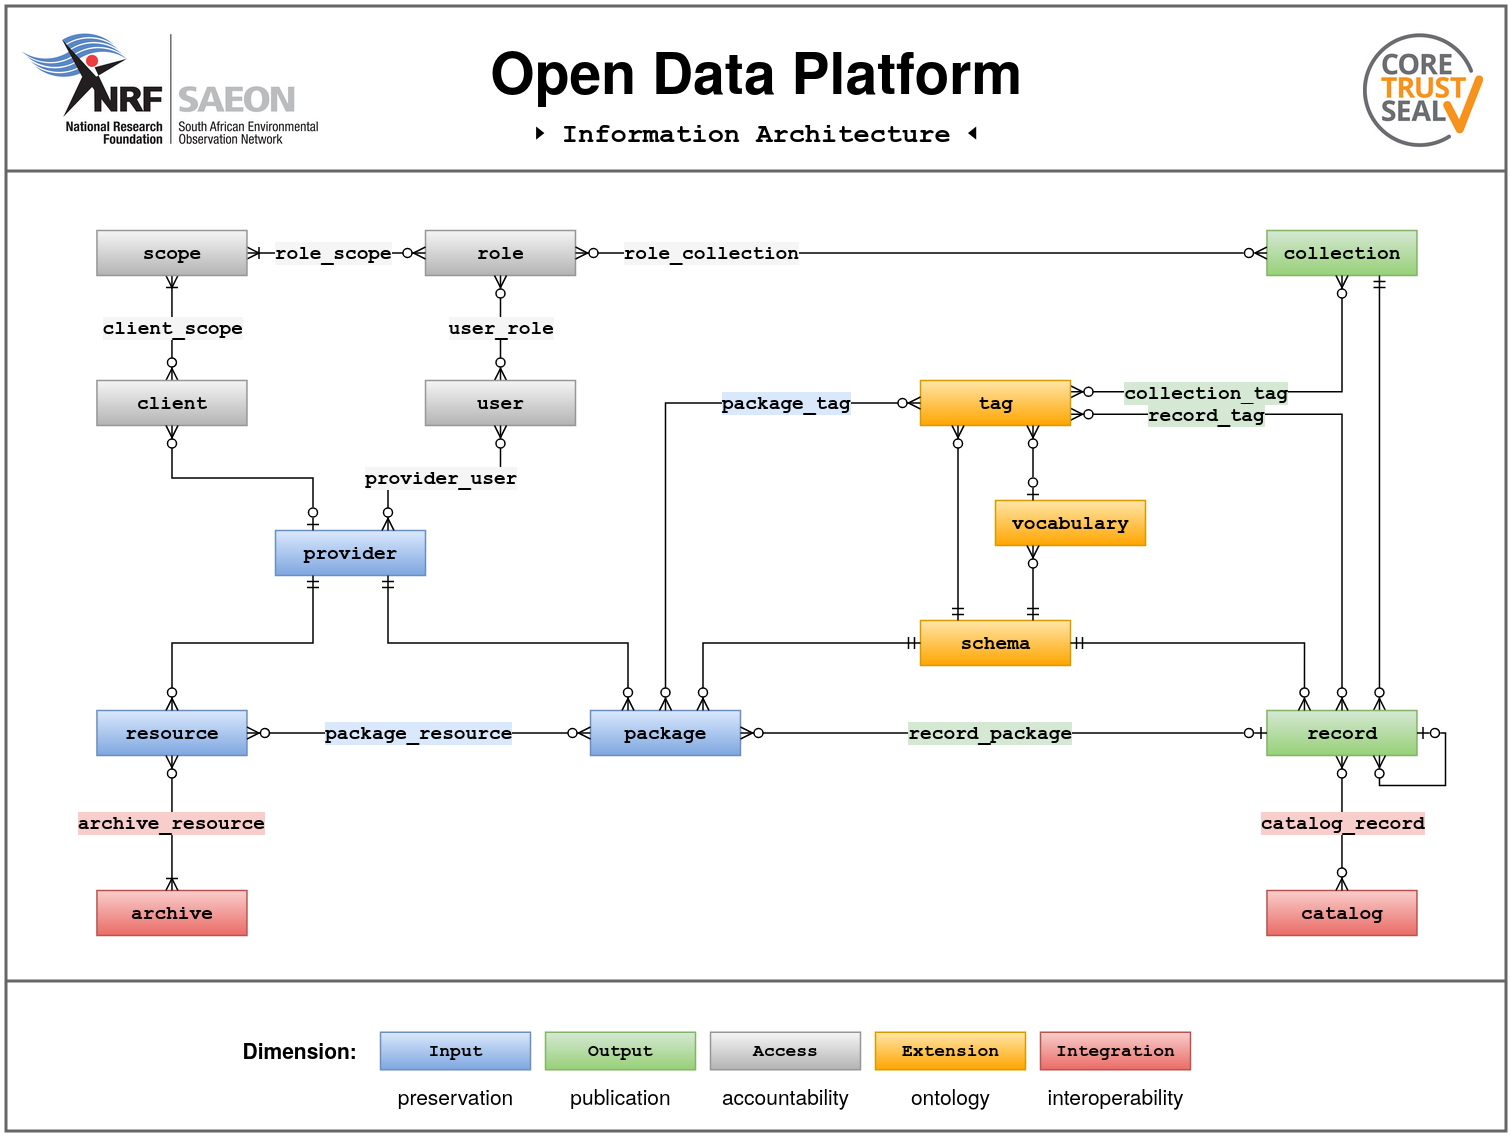 NRF
National Research
Foundation
SAEON
South African Environmental
Observation Network
Open Data Platform
Information Architecture
CORE
TRUST
SEAL
scope
role_scope
role
role_collection
collection
client_scope
user_role
client
user
package_tag
tag
collection_tag
record_tag
provider_user
vocabulary
provider
schema
resource
package_resource
package
record_package
record
archive_resource
catalog_record
archive
catalog
Dimension:
Input
Output
Access
Extension
Integration
preservation
publication
accountability
ontology
interoperability